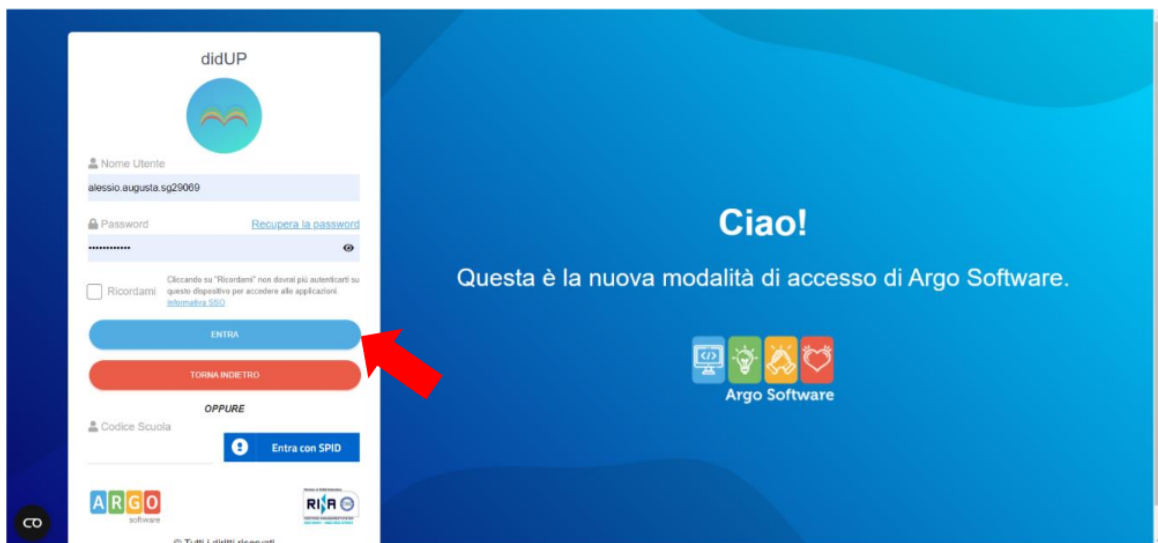 didUP
Nome Utente
alessio.augusta.sg29069
Password
Recupera la password
••••••••••••
Ricordami
Cliccando su "Ricordami" non dovrai più autenticarti su
questo dispositivo per accedere alle applicazioni.
Informativa SSO
ENTRA
TORNA INDIETRO
OPPURE
Codice Scuola
Entra con SPID
ARGO
software
RINA
© Tutti i diritti riservati
Ciao!
Questa è la nuova modalità di accesso di Argo Software.
Argo Software